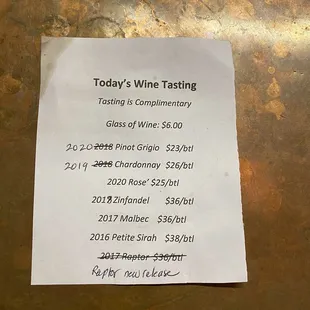 Today's Wine Tasting
Tasting is Complimentary
Glass of Wine: $6.00
2020 2018 Pinot Grigio $23/btl
2019 2018 Chardonnay $26/btl
2020 Rose' $25/btl
2018 Zinfandel $36/btl
2017 Malbec $36/btl
2016 Petite Sirah $38/btl
2017 Raptor $36/btl
Raptor new release